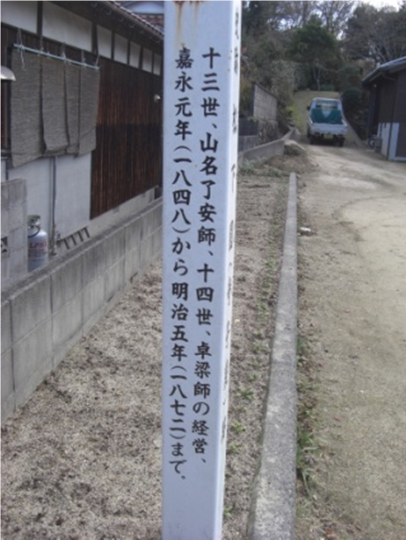 十三世、山名了安師、十四世、卓梁師の経営、
嘉永元年(一八四八)から明治五年(一八七二)まで。